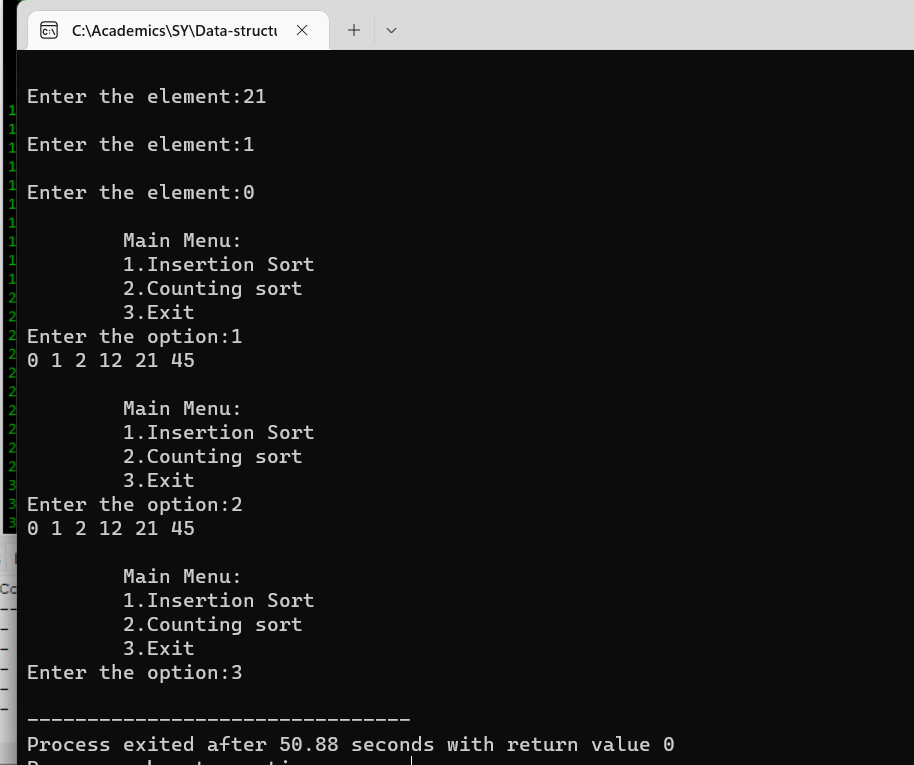 C:\Academics\SY\Data-structu
Enter the element:21
Enter the element:1
Enter the element:0
Main Menu:
1.Insertion Sort
2.Counting sort
3.Exit
Enter the option:1
0 1 2 12 21 45
Main Menu:
1.Insertion Sort
2.Counting sort
3.Exit
Enter the option:2
0 1 2 12 21 45
Main Menu:
1.Insertion Sort
2.Counting sort
3.Exit
Enter the option:3
--------------------------------
Process exited after 50.88 seconds with return value 0